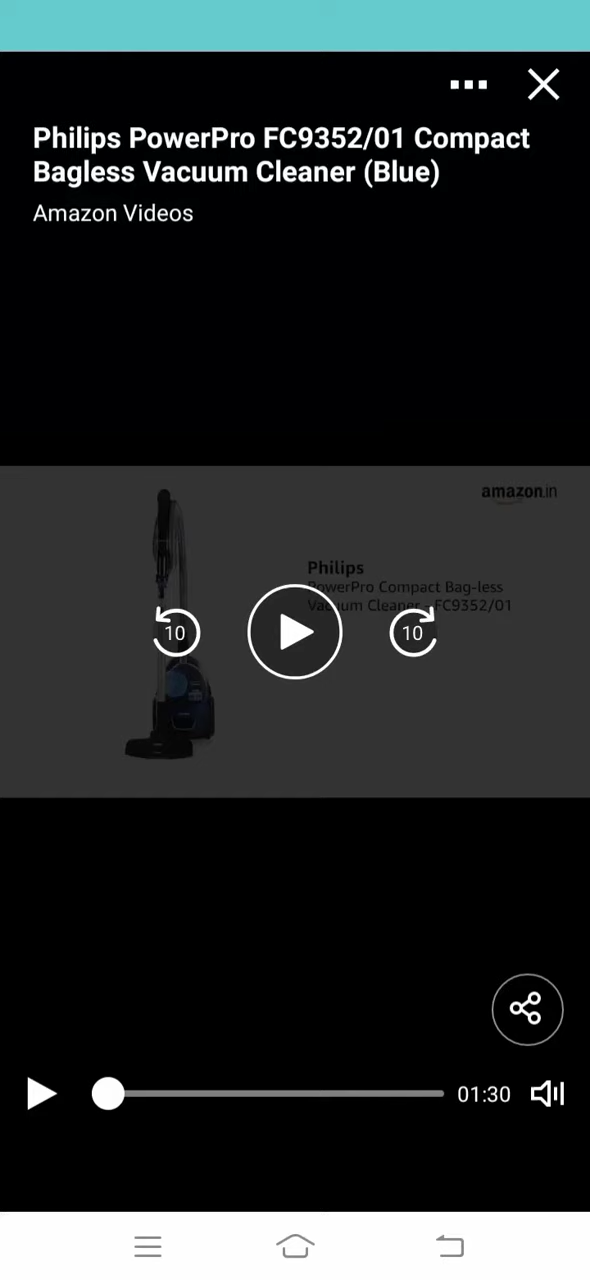 Philips PowerPro FC9352/01 Compact
Bagless Vacuum Cleaner (Blue)
Amazon Videos
amazon.in
Philips
PowerPro Compact Bag-less
Vacuum Cleaner - FC9352/01
10
10
01:30